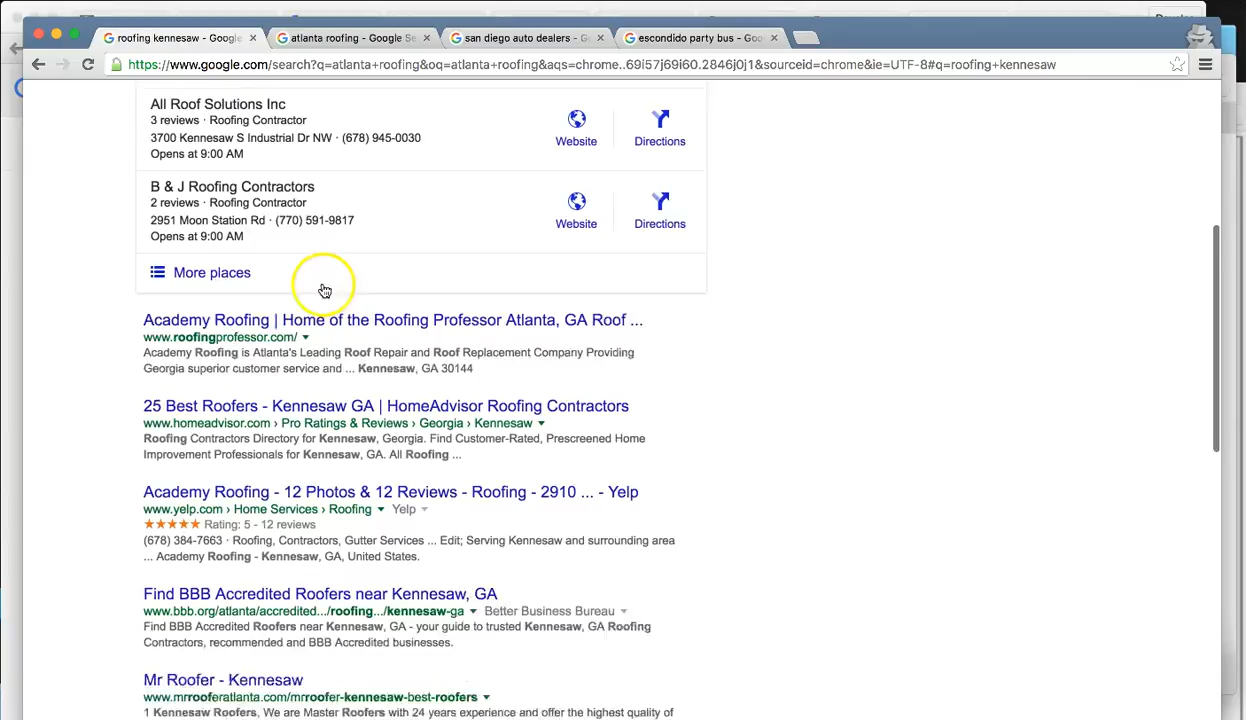 roofing kennesaw - Google
atlanta roofing - Google Se
san diego auto dealers - G
escondido party bus - Goo
https://www.google.com/search?q=atlanta+roofing&oq=atlanta+roofing&aqs=chrome..69i57j69i60.2846j0j1&sourceid=chrome&ie=UTF-8#q=roofing+kennesaw
All Roof Solutions Inc
3 reviews · Roofing Contractor
3700 Kennesaw S Industrial Dr NW · (678) 945-0030
Opens at 9:00 AM
Website
Directions
B & J Roofing Contractors
2 reviews · Roofing Contractor
2951 Moon Station Rd · (770) 591-9817
Opens at 9:00 AM
Website
Directions
More places
Academy Roofing | Home of the Roofing Professor Atlanta, GA Roof ...
www.roofingprofessor.com/
Academy Roofing is Atlanta's Leading Roof Repair and Roof Replacement Company Providing
Georgia superior customer service and ... Kennesaw, GA 30144
25 Best Roofers - Kennesaw GA | HomeAdvisor Roofing Contractors
www.homeadvisor.com › Pro Ratings & Reviews › Georgia › Kennesaw
Roofing Contractors Directory for Kennesaw, Georgia. Find Customer-Rated, Prescreened Home
Improvement Professionals for Kennesaw, GA. All Roofing ...
Academy Roofing - 12 Photos & 12 Reviews - Roofing - 2910 ... - Yelp
www.yelp.com › Home Services › Roofing Yelp
Rating: 5 - 12 reviews
(678) 384-7663 · Roofing, Contractors, Gutter Services ... Edit; Serving Kennesaw and surrounding area
... Academy Roofing - Kennesaw, GA, United States.
Find BBB Accredited Roofers near Kennesaw, GA
www.bbb.org/atlanta/accredited.../roofing.../kennesaw-ga Better Business Bureau
Find BBB Accredited Roofers near Kennesaw, GA - your guide to trusted Kennesaw, GA Roofing
Contractors, recommended and BBB Accredited businesses.
Mr Roofer - Kennesaw
www.mrrooferatlanta.com/mrroofer-kennesaw-best-roofers
1 Kennesaw Roofers, We are Master Roofers with 24 years experience and offer the highest quality of